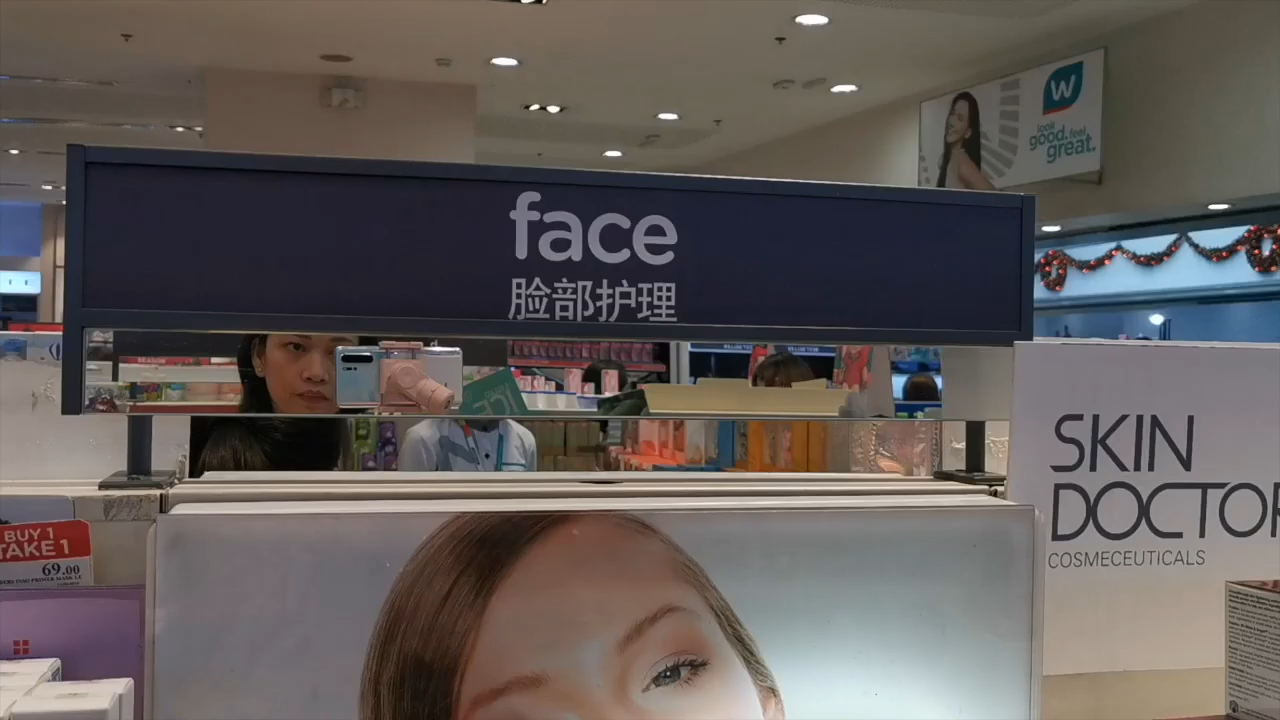 W
look
good.feel
great.
face
脸部护理
SKIN
DOCTOR
COSMECEUTICALS
BUY 1
TAKE 1
69.00